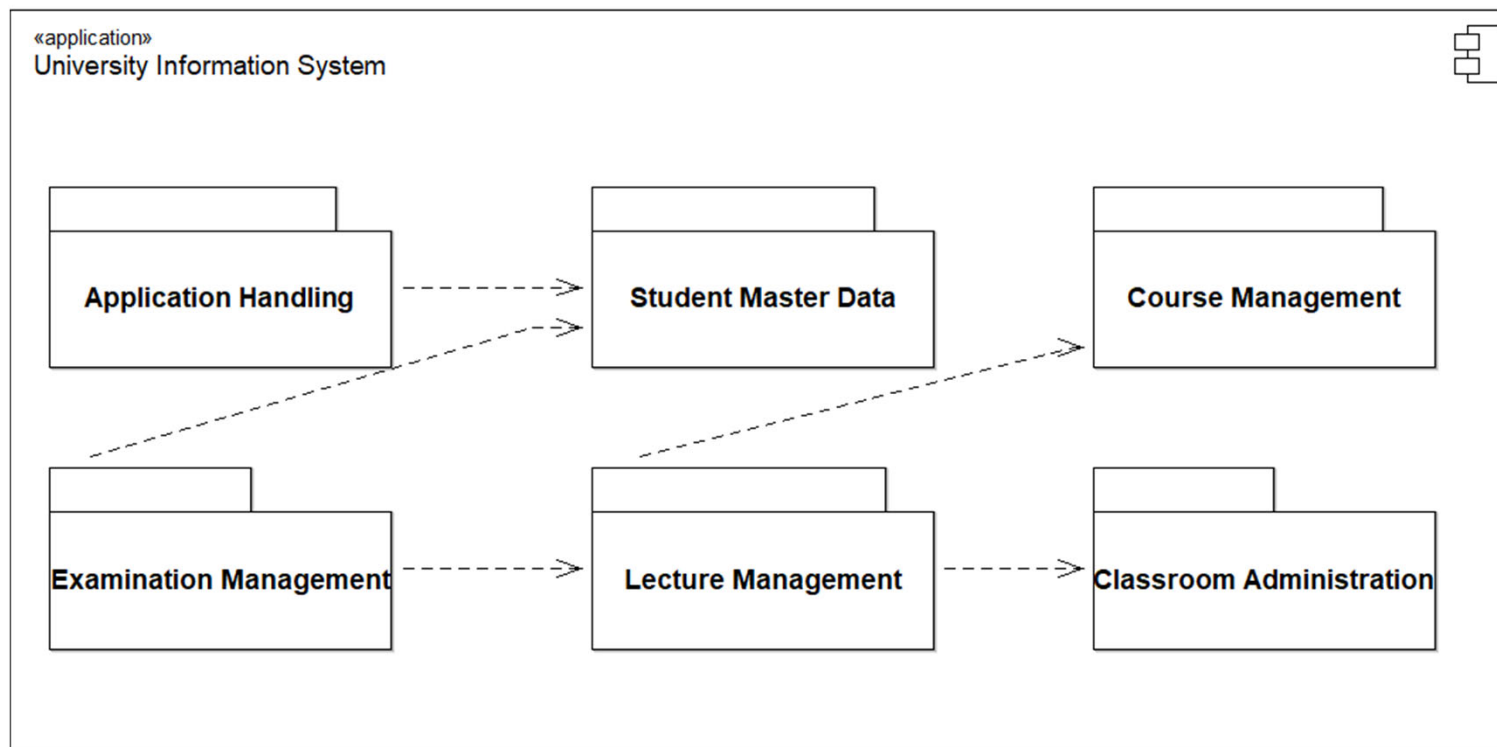 «application»
University Information System
Application Handling
Student Master Data
Course Management
Examination Management
Lecture Management
Classroom Administration